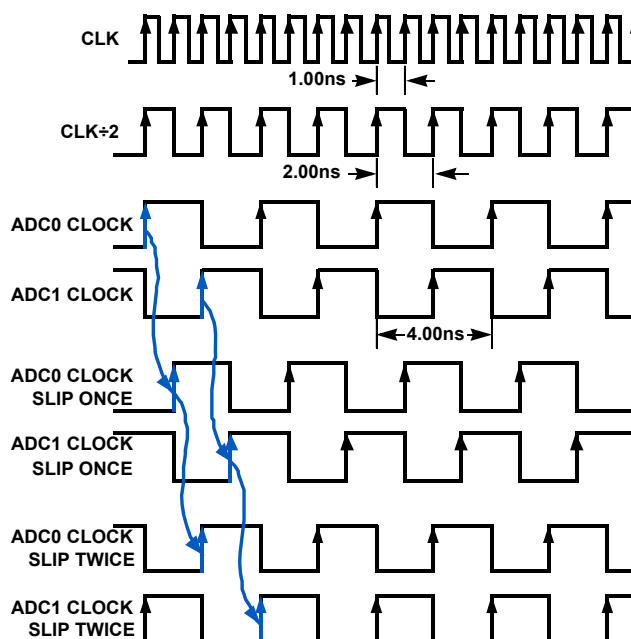 CLK
1.00ns
CLK÷2
2.00ns
ADC0 CLOCK
ADC1 CLOCK
4.00ns
ADC0 CLOCK
SLIP ONCE
ADC1 CLOCK
SLIP ONCE
ADC0 CLOCK
SLIP TWICE
ADC1 CLOCK
SLIP TWICE